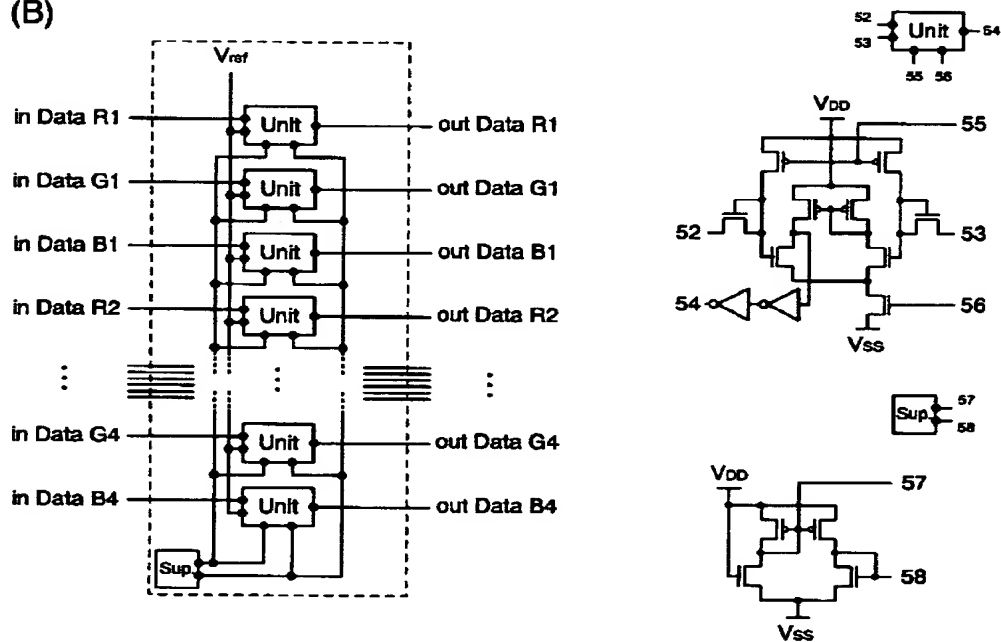 (B)
Vref
in Data R1
Unit
out Data R1
in Data G1
Unit
out Data G1
in Data B1
Unit
out Data B1
in Data R2
Unit
out Data R2
in Data G4
Unit
out Data G4
in Data B4
Unit
out Data B4
Sup.
52
53
Unit
54
55
56
VDD
55
52
53
54
56
VSS
Sup.
57
58
VDD
57
58
VSS